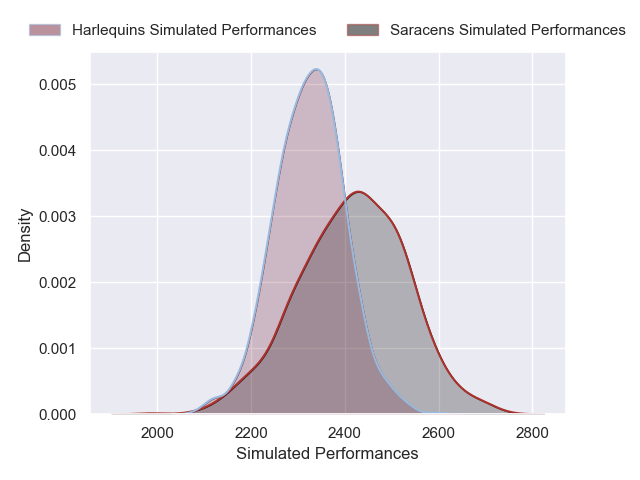 Harlequins Simulated Performances
Saracens Simulated Performances
0.005
0.004
0.003
0.002
0.001
0.000
Density
2000
2200
2400
2600
2800
Simulated Performances